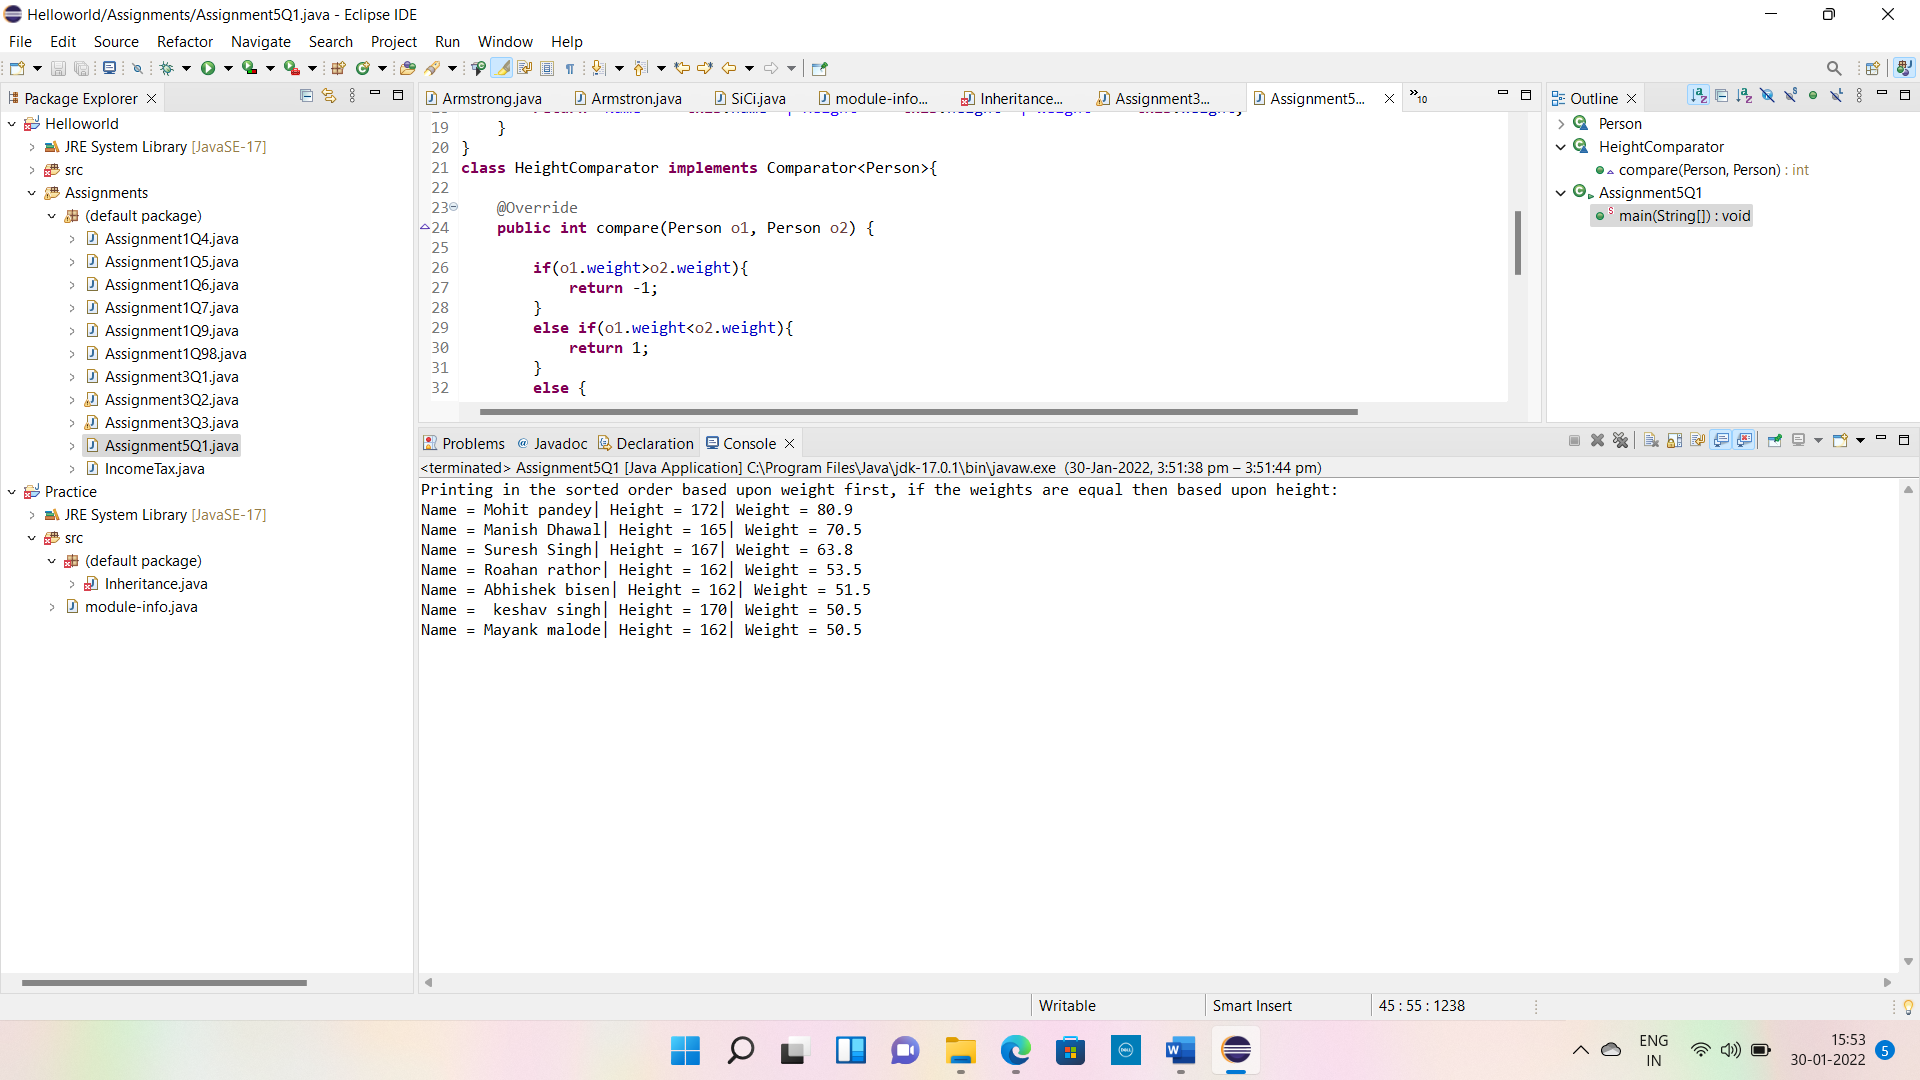 Helloworld/Assignments/Assignment5Q1.java - Eclipse IDE
File Edit Source Refactor Navigate Search Project Run Window Help
Package Explorer
Helloworld
JRE System Library [JavaSE-17]
src
Assignments
(default package)
Assignment1Q4.java
Assignment1Q5.java
Assignment1Q6.java
Assignment1Q7.java
Assignment1Q9.java
Assignment1Q98.java
Assignment3Q1.java
Assignment3Q2.java
Assignment3Q3.java
Assignment5Q1.java
IncomeTax.java
Practice
JRE System Library [JavaSE-17]
src
(default package)
Inheritance.java
module-info.java
Armstrong.java Armstron.java SiCi.java module-info... Inheritance... Assignment3... Assignment5... »10
19 }
20 }
21 class HeightComparator implements Comparator<Person>{
22
23 @Override
24 public int compare(Person o1, Person o2) {
25
26 if(o1.weight>o2.weight){
27 return -1;
28 }
29 else if(o1.weight<o2.weight){
30 return 1;
31 }
32 else {
Outline
Person
HeightComparator
compare(Person, Person) : int
Assignment5Q1
main(String[]) : void
Problems @ Javadoc Declaration Console
<terminated> Assignment5Q1 [Java Application] C:\Program Files\Java\jdk-17.0.1\bin\javaw.exe (30-Jan-2022, 3:51:38 pm – 3:51:44 pm)
Printing in the sorted order based upon weight first, if the weights are equal then based upon height:
Name = Mohit pandey| Height = 172| Weight = 80.9
Name = Manish Dhawal| Height = 165| Weight = 70.5
Name = Suresh Singh| Height = 167| Weight = 63.8
Name = Roahan rathor| Height = 162| Weight = 53.5
Name = Abhishek bisen| Height = 162| Weight = 51.5
Name =  keshav singh| Height = 170| Weight = 50.5
Name = Mayank malode| Height = 162| Weight = 50.5
Writable Smart Insert 45 : 55 : 1238
ENG
IN
15:53
30-01-2022
5